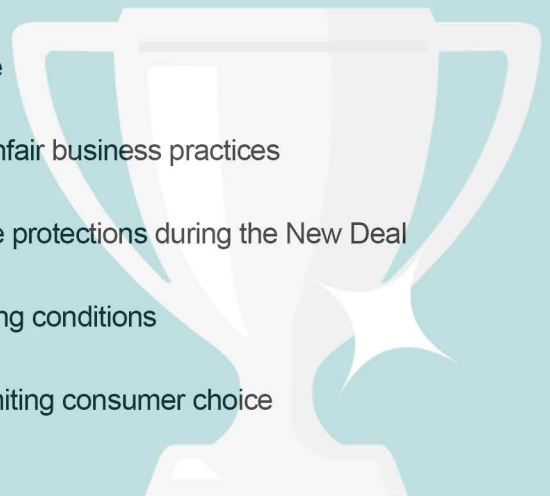 e
nfair business practices
e protections during the New Deal
ng conditions
niting consumer choice